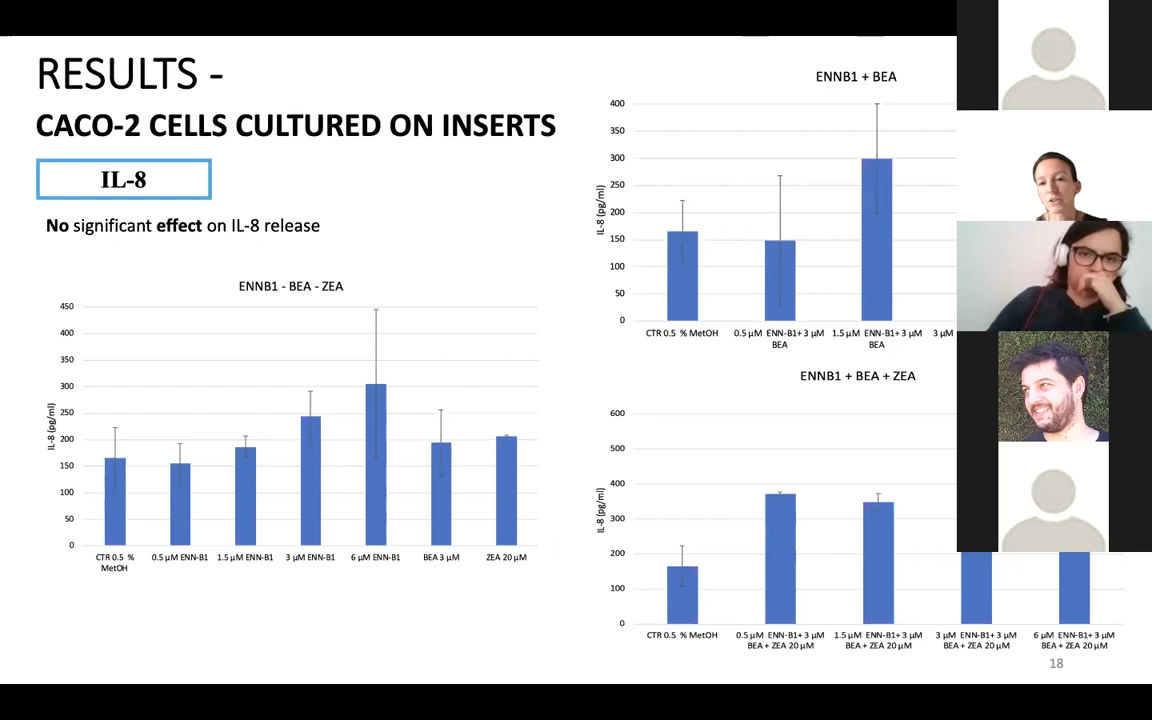 RESULTS -
CACO-2 CELLS CULTURED ON INSERTS
IL-8
No significant effect on IL-8 release
ENNB1 - BEA - ZEA
IL-8 (pg/ml)
450
400
350
300
250
200
150
100
50
0
CTR 0.5 % MetOH
0.5 µM ENN-B1
1.5 µM ENN-B1
3 µM ENN-B1
6 µM ENN-B1
BEA 3 µM
ZEA 20 µM
ENNB1 + BEA
IL-8 (pg/ml)
400
350
300
250
200
150
100
50
0
CTR 0.5 % MetOH
0.5 µM ENN-B1+ 3 µM
BEA
1.5 µM ENN-B1+ 3 µM
BEA
3 µM
ENNB1 + BEA + ZEA
IL-8 (pg/ml)
600
500
400
300
200
100
0
CTR 0.5 % MetOH
0.5 µM ENN-B1+ 3 µM
BEA + ZEA 20 µM
1.5 µM ENN-B1+ 3 µM
BEA + ZEA 20 µM
3 µM ENN-B1+ 3 µM
BEA + ZEA 20 µM
6 µM ENN-B1+ 3 µM
BEA + ZEA 20 µM
18